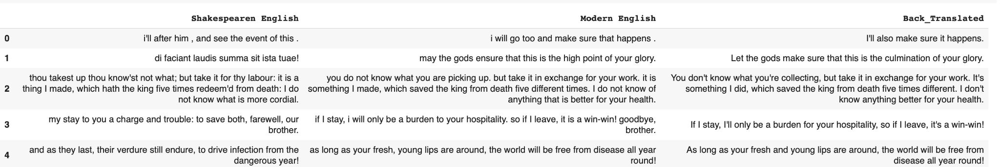 Shakespearen English Modern English Back_Translated
0 i'll after him , and see the event of this . i will go too and make sure that happens . I'll also make sure it happens.
1 di faciant laudis summa sit ista tuae! may the gods ensure that this is the high point of your glory. Let the gods make sure that this is the culmination of your glory.
2
thou takest up thou know'st not what; but take it for thy labour: it is a
thing I made, which hath the king five times redeem'd from death: I do
not know what is more cordial.
you do not know what you are picking up. but take it in exchange for your work. it is
something I made, which saved the king from death five different times. I do not know of
anything that is better for your health.
You don't know what you're collecting, but take it in exchange for your work. It's
something I did, which saved the king from death five times different. I don't
know anything better for your health.
3
my stay to you a charge and trouble: to save both, farewell, our
brother.
if I stay, i will only be a burden to your hospitality. so if I leave, it is a win-win! goodbye,
brother.
If I stay, I'll only be a burden for your hospitality, so if I leave, it's a win-win!
4
and as they last, their verdure still endure, to drive infection from the
dangerous year!
as long as your fresh, young lips are around, the world will be free from disease all year
round!
As long as your fresh and young lips are around, the world will be free from
disease all year round!